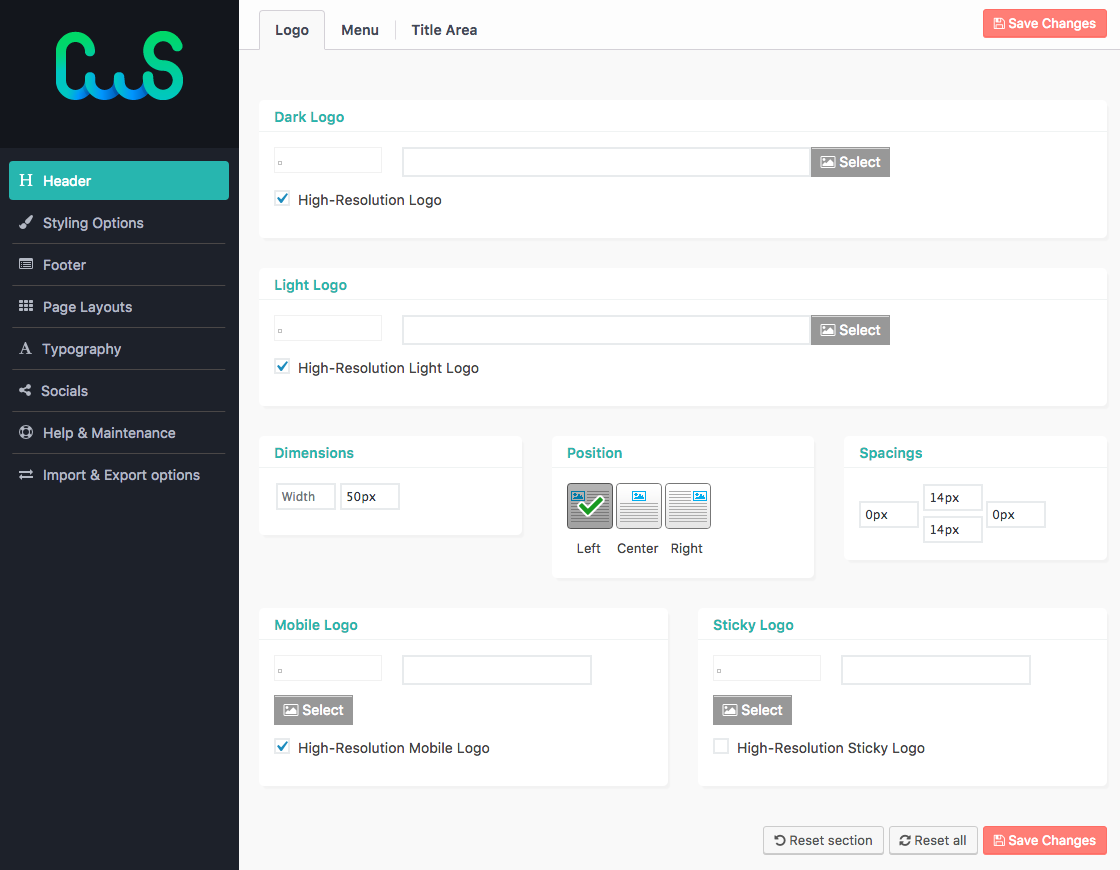 CWS
Logo
Menu
Title Area
Save Changes
Header
Styling Options
Footer
Page Layouts
Typography
Socials
Help & Maintenance
Import & Export options
Dark Logo
Select
High-Resolution Logo
Light Logo
Select
High-Resolution Light Logo
Dimensions
Width 50px
Position
Left Center Right
Spacings
14px
0px 0px
14px
Mobile Logo
Select
High-Resolution Mobile Logo
Sticky Logo
Select
High-Resolution Sticky Logo
Reset section
Reset all
Save Changes